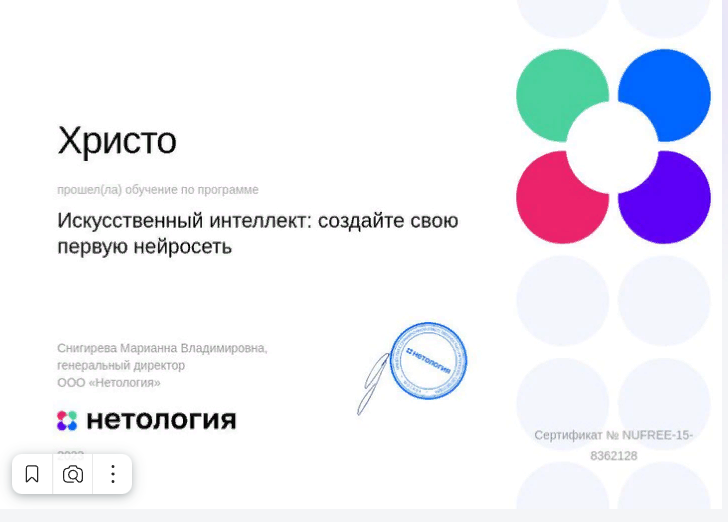 Христо
прошел(ла) обучение по программе
Искусственный интеллект: создайте свою
первую нейросеть
Снигирева Марианна Владимировна,
генеральный директор
ООО «Нетология»
нетология
нетология
Сертификат № NUFREE-15-
8362128